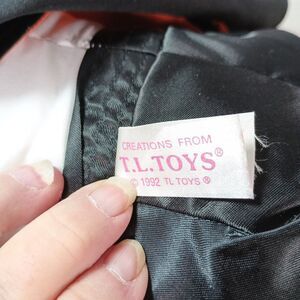 CREATIONS FROM
T.L.TOYS®
© 1992 TL TOYS ®